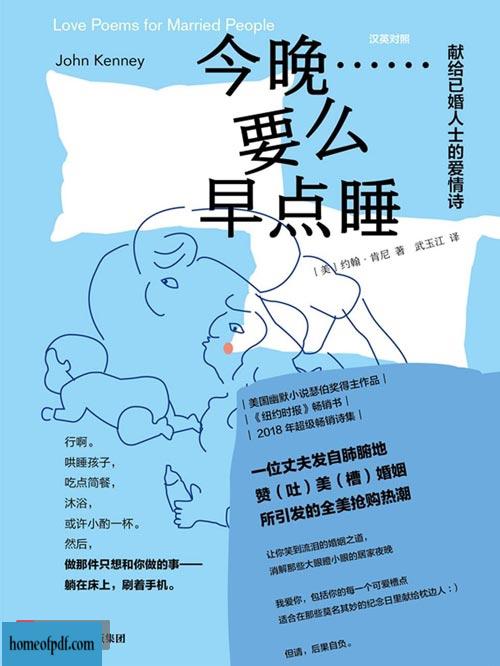 Love Poems for Married People
John Kenney
汉英对照
今晚……
要么
早点睡
献给已婚人士的爱情诗
[美]约翰·肯尼 著 武玉江 译
|美国幽默小说瑟伯奖得主作品|
|《纽约时报》畅销书|
|2018年超级畅销诗集|
一位丈夫发自肺腑地
赞(吐)美(槽)婚姻
所引发的全美抢购热潮
行啊。
哄睡孩子,
吃点简餐,
沐浴,
或许小酌一杯。
然后,
做那件只想和你做的事——
躺在床上,刷着手机。
让你笑到流泪的婚姻之道,
消解那些大眼瞪小眼的居家夜晚
我爱你,包括你的每一个可爱槽点
适合在那些莫名其妙的纪念日里献给枕边人:)
但请,后果自负。
集团
homeofpdf.com